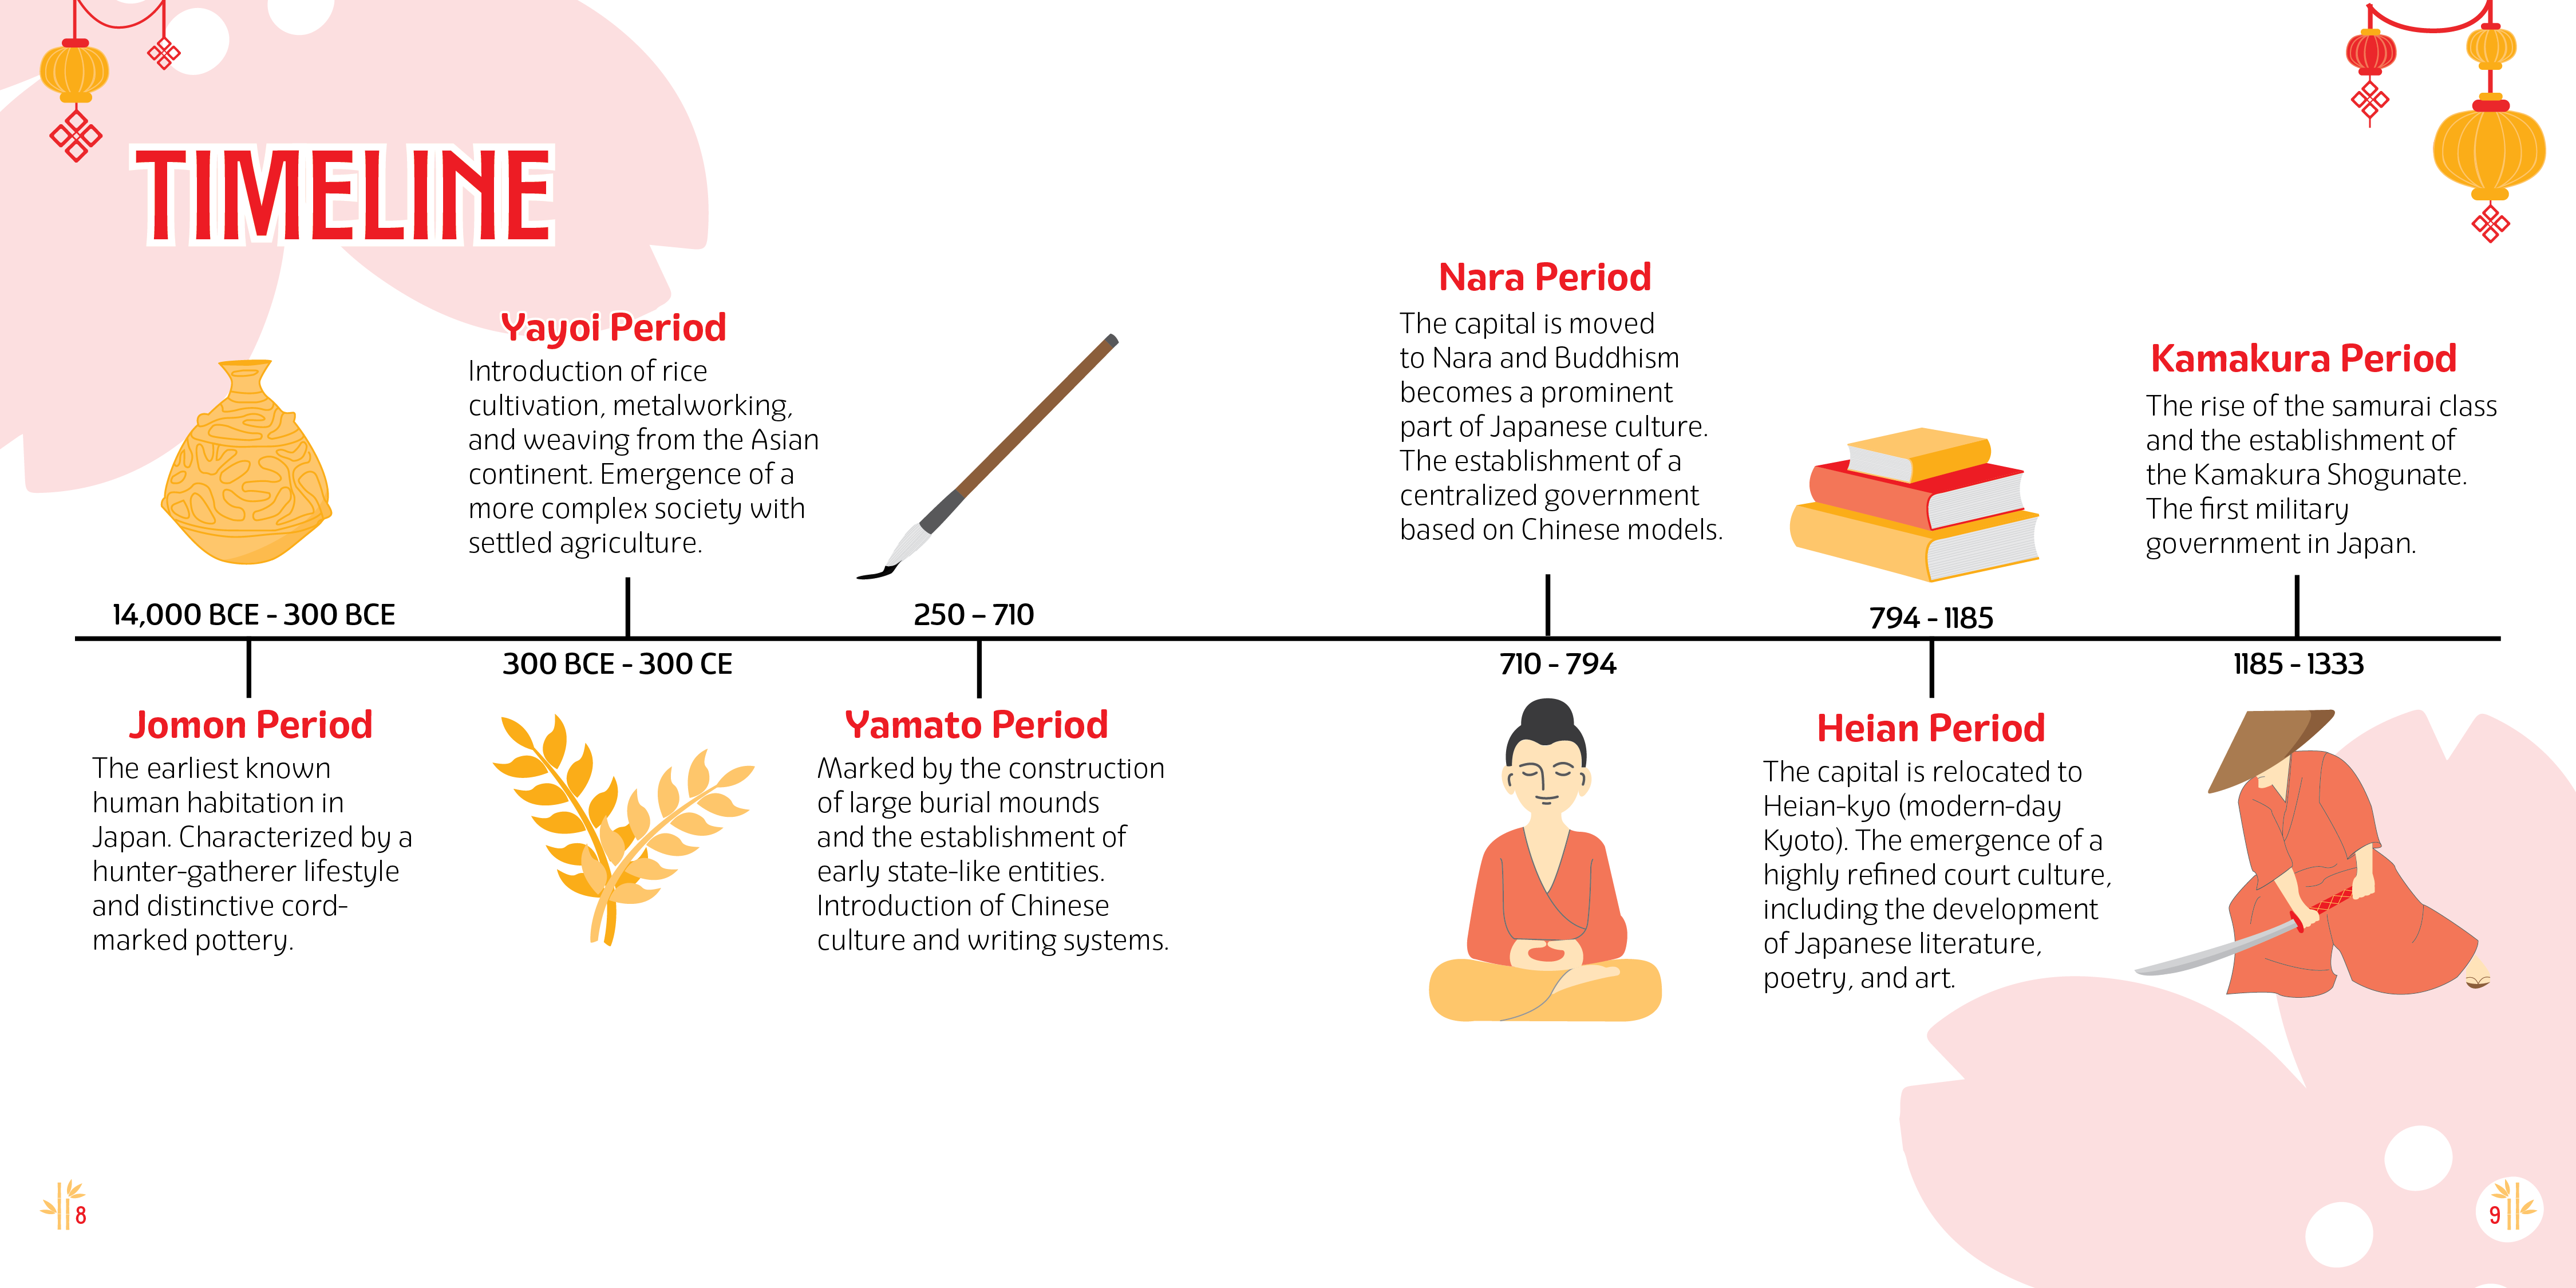 TIMELINE
14,000 BCE - 300 BCE
Jomon Period
The earliest known
human habitation in
Japan. Characterized by a
hunter-gatherer lifestyle
and distinctive cord-
marked pottery.
Yayoi Period
Introduction of rice
cultivation, metalworking,
and weaving from the Asian
continent. Emergence of a
more complex society with
settled agriculture.
300 BCE - 300 CE
250 – 710
Yamato Period
Marked by the construction
of large burial mounds
and the establishment of
early state-like entities.
Introduction of Chinese
culture and writing systems.
Nara Period
The capital is moved
to Nara and Buddhism
becomes a prominent
part of Japanese culture.
The establishment of a
centralized government
based on Chinese models.
710 - 794
794 - 1185
Heian Period
The capital is relocated to
Heian-kyo (modern-day
Kyoto). The emergence of a
highly refined court culture,
including the development
of Japanese literature,
poetry, and art.
Kamakura Period
The rise of the samurai class
and the establishment of
the Kamakura Shogunate.
The first military
government in Japan.
1185 - 1333
8
9